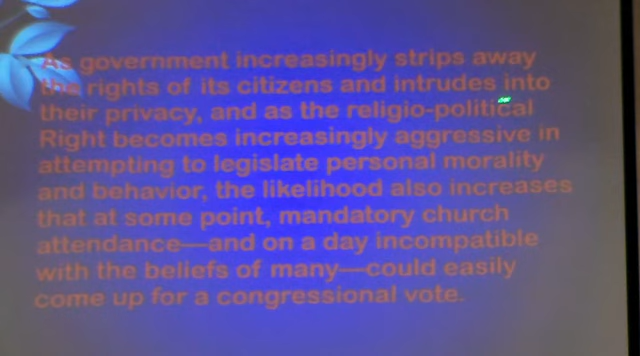 As government increasingly strips away
the rights of its citizens and intrudes into
their privacy, and as the religio-political
Right becomes increasingly aggressive in
attempting to legislate personal morality
and behavior, the likelihood also increases
that at some point, mandatory church
attendance—and on a day incompatible
with the beliefs of many—could easily
come up for a congressional vote.